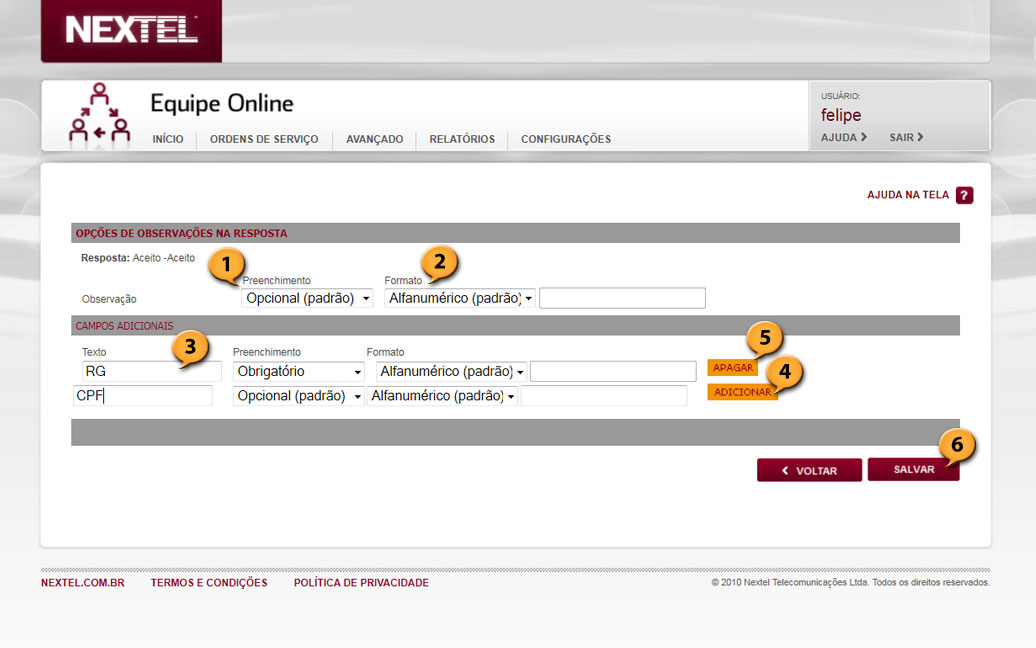 NEXTEL
Equipe Online
INÍCIO ORDENS DE SERVIÇO AVANÇADO RELATÓRIOS CONFIGURAÇÕES
USUÁRIO:
felipe
AJUDA SAIR
AJUDA NA TELA ?
OPÇÕES DE OBSERVAÇÕES NA RESPOSTA
Resposta: Aceito -Aceito
1 2
Preenchimento Formato
Observação Opcional (padrão) Alfanumérico (padrão)
CAMPOS ADICIONAIS
3 5
Texto Preenchimento Formato
RG Obrigatório Alfanumérico (padrão) APAGAR 4
CPF Opcional (padrão) Alfanumérico (padrão) ADICIONAR
6
VOLTAR SALVAR
NEXTEL.COM.BR TERMOS E CONDIÇÕES POLÍTICA DE PRIVACIDADE © 2010 Nextel Telecomunicações Ltda. Todos os direitos reservados.